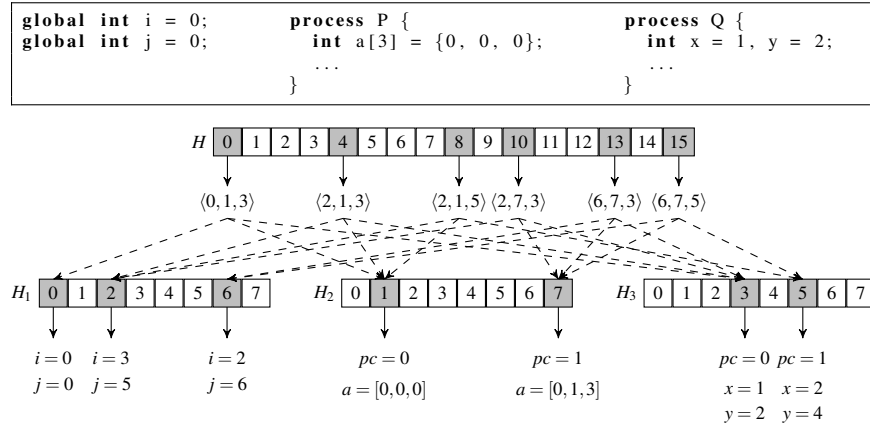 global int i = 0; process P { process Q {
global int j = 0; int a[3] = {0, 0, 0}; int x = 1, y = 2;
... ...
} }
H 0 1 2 3 4 5 6 7 8 9 10 11 12 13 14 15
⟨0,1,3⟩ ⟨2,1,3⟩ ⟨2,1,5⟩ ⟨2,7,3⟩ ⟨6,7,3⟩ ⟨6,7,5⟩
H1 0 1 2 3 4 5 6 7 H2 0 1 2 3 4 5 6 7 H3 0 1 2 3 4 5 6 7
i=0 i=3 i=2 pc=0 pc=1 pc=0 pc=1
j=0 j=5 j=6 a=[0,0,0] a=[0,1,3] x=1 x=2
y=2 y=4